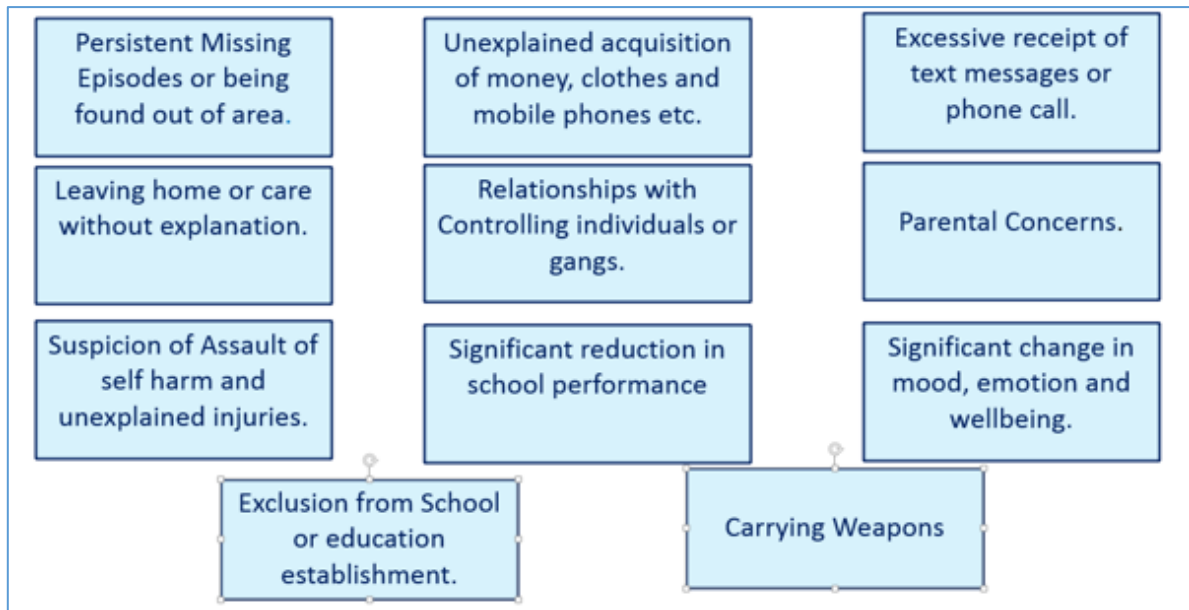 Persistent Missing
Episodes or being
found out of area.
Unexplained acquisition
of money, clothes and
mobile phones etc.
Excessive receipt of
text messages or
phone call.
Leaving home or care
without explanation.
Relationships with
Controlling individuals or
gangs.
Parental Concerns.
Suspicion of Assault of
self harm and
unexplained injuries.
Significant reduction in
school performance
Significant change in
mood, emotion and
wellbeing.
Exclusion from School
or education
establishment.
Carrying Weapons